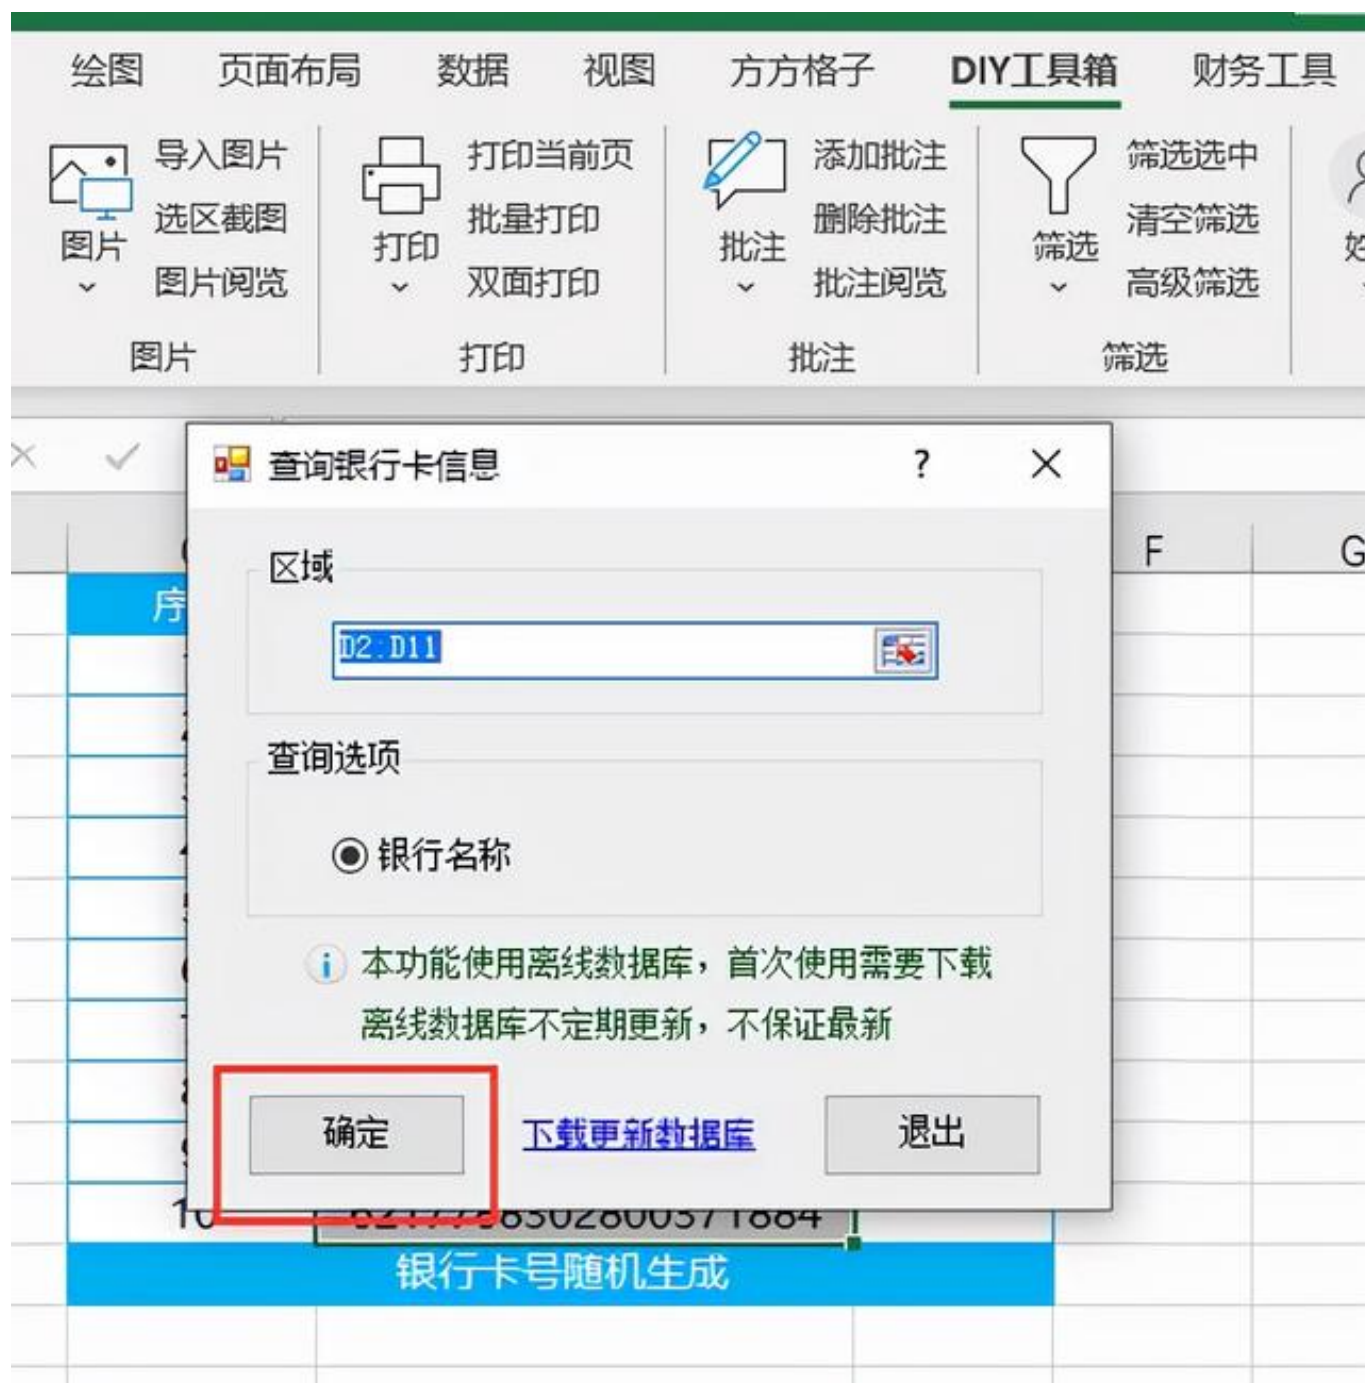 绘图 页面布局 数据 视图 方方格子 DIY工具箱 财务工具
导入图片 打印当前页 添加批注 筛选选中
选区截图 批量打印 删除批注 清空筛选
图片 打印 批注 筛选
图片阅览 双面打印 批注阅览 高级筛选
图片 打印 批注 筛选
查询银行卡信息 ? ×
F G
区域
序
D2:D11
查询选项
银行名称
本功能使用离线数据库，首次使用需要下载
离线数据库不定期更新，不保证最新
确定 下载更新数据库 退出
10
银行卡号随机生成